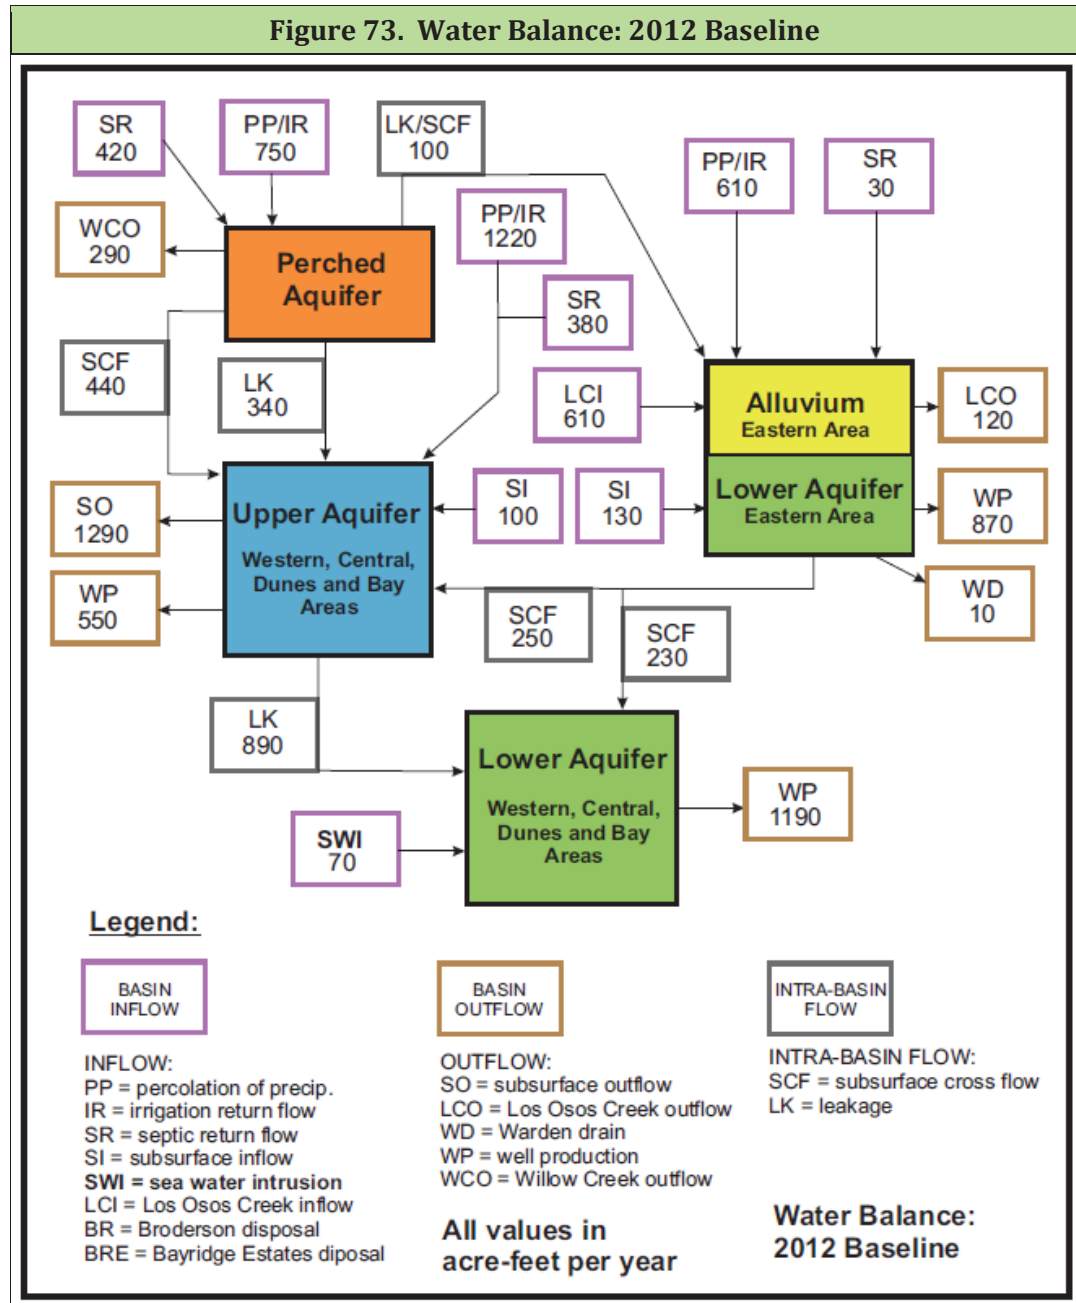 Figure 73.  Water Balance: 2012 Baseline
SR
420
PP/IR
750
LK/SCF
100
PP/IR
610
SR
30
WCO
290
PP/IR
1220
Perched
Aquifer
SR
380
SCF
440
LK
340
LCI
610
Alluvium
Eastern Area
LCO
120
SO
1290
Upper Aquifer
Western, Central,
Dunes and Bay
Areas
SI
100
SI
130
Lower Aquifer
Eastern Area
WP
870
WP
550
SCF
250
SCF
230
WD
10
LK
890
Lower Aquifer
Western, Central,
Dunes and Bay
Areas
WP
1190
SWI
70
Legend:
BASIN
INFLOW
BASIN
OUTFLOW
INTRA-BASIN
FLOW
INFLOW:
PP = percolation of precip.
IR = irrigation return flow
SR = septic return flow
SI = subsurface inflow
SWI = sea water intrusion
LCI = Los Osos Creek inflow
BR = Broderson disposal
BRE = Bayridge Estates diposal
OUTFLOW:
SO = subsurface outflow
LCO = Los Osos Creek outflow
WD = Warden drain
WP = well production
WCO = Willow Creek outflow
INTRA-BASIN FLOW:
SCF = subsurface cross flow
LK = leakage
All values in
acre-feet per year
Water Balance:
2012 Baseline